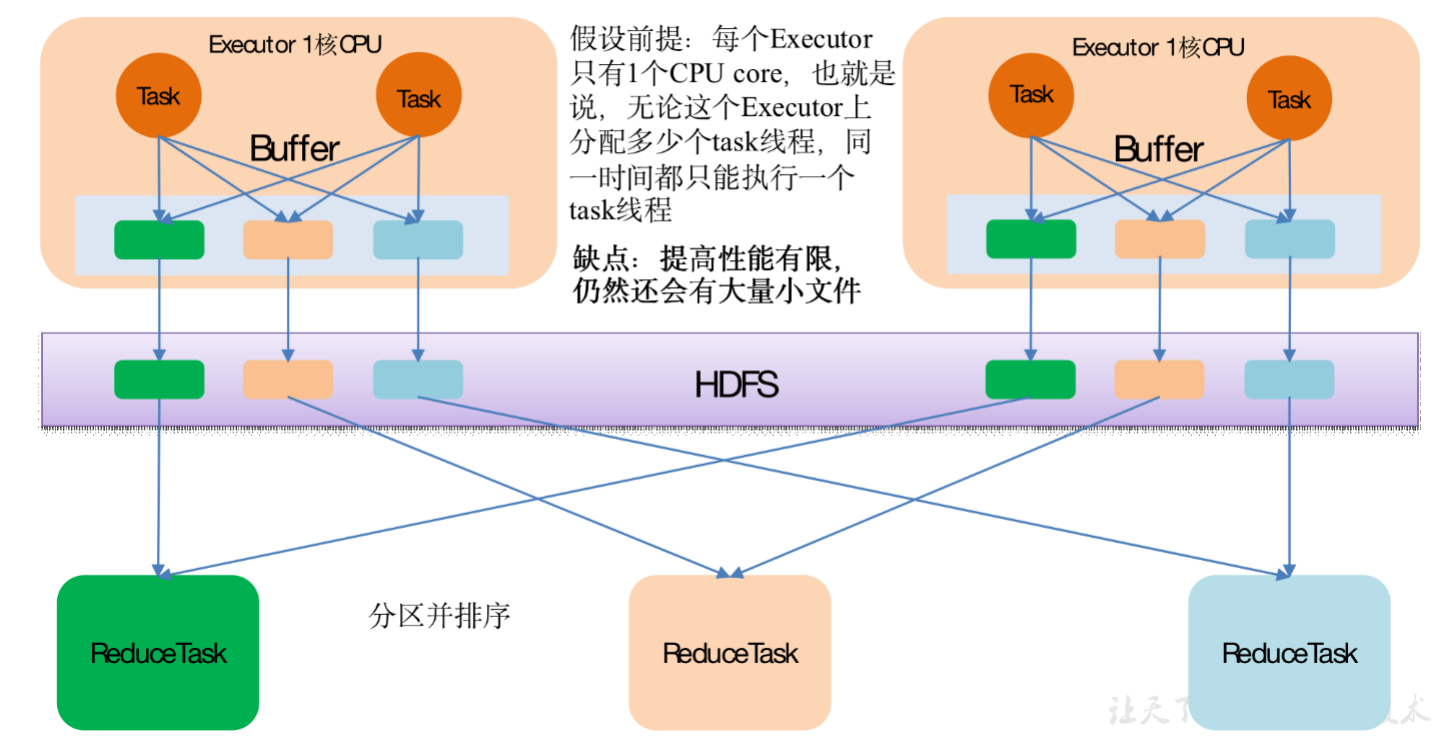 Executor 1核CPU
Task
Task
Buffer
假设前提：每个Executor
只有1个CPU core，也就是
说，无论这个Executor上
分配多少个task线程，同
一时间都只能执行一个
task线程
缺点：提高性能有限，
仍然还会有大量小文件
Executor 1核CPU
Task
Task
Buffer
HDFS
分区并排序
ReduceTask
ReduceTask
ReduceTask
让天下
术